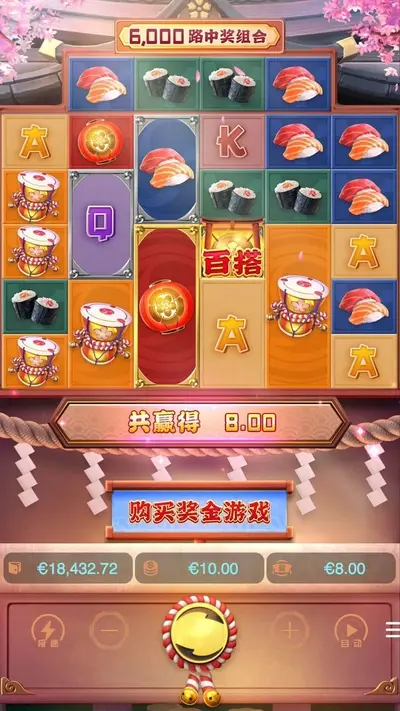 6,000路中奖组合
A
K
Q
百搭
A
A
A
共赢得 8.00
购买奖金游戏
€18,432.72
€10.00
€8.00
自动